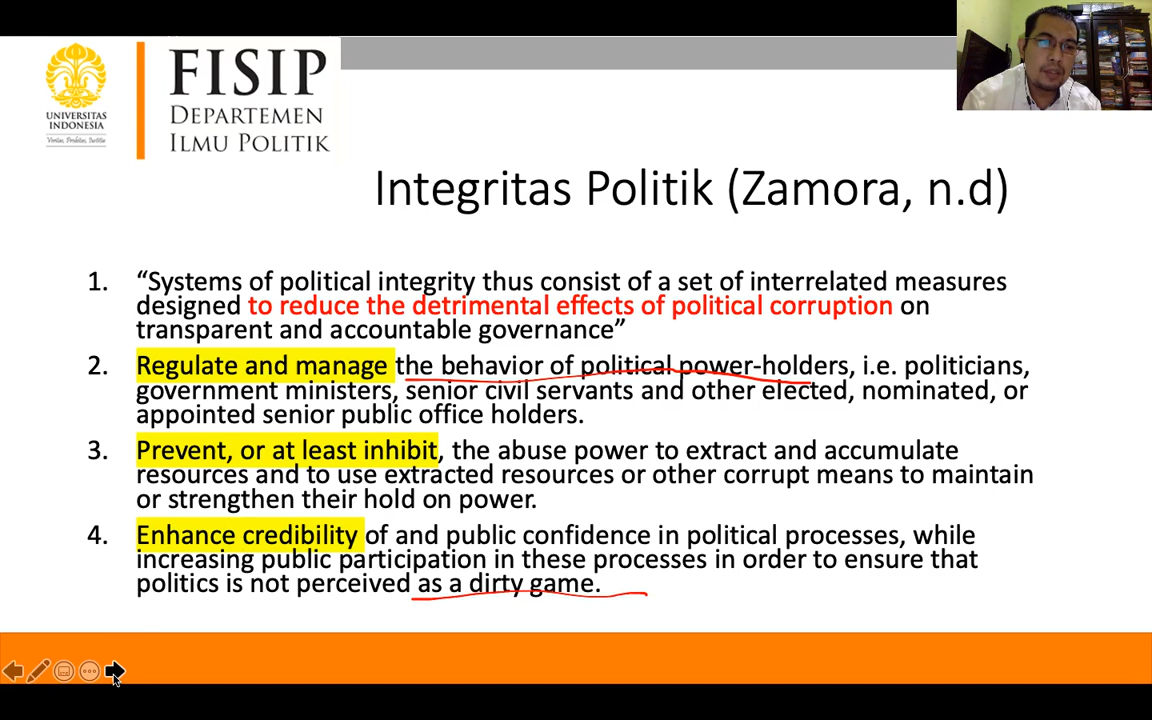 UNIVERSITAS
INDONESIA
Veritas, Probitas, Iustitia
FISIP
DEPARTEMEN
ILMU POLITIK
Integritas Politik (Zamora, n.d)
1. “Systems of political integrity thus consist of a set of interrelated measures
designed to reduce the detrimental effects of political corruption on
transparent and accountable governance”
2. Regulate and manage the behavior of political power-holders, i.e. politicians,
government ministers, senior civil servants and other elected, nominated, or
appointed senior public office holders.
3. Prevent, or at least inhibit, the abuse power to extract and accumulate
resources and to use extracted resources or other corrupt means to maintain
or strengthen their hold on power.
4. Enhance credibility of and public confidence in political processes, while
increasing public participation in these processes in order to ensure that
politics is not perceived as a dirty game.